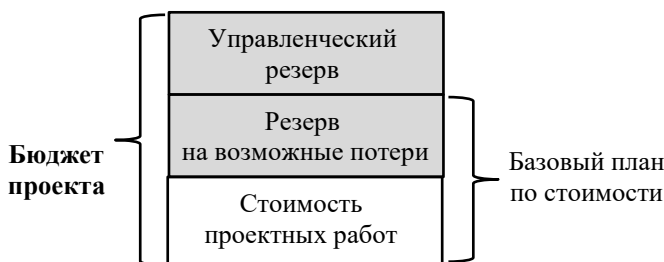 Управленческий
резерв
Резерв
на возможные потери
Стоимость
проектных работ
Бюджет
проекта
Базовый план
по стоимости